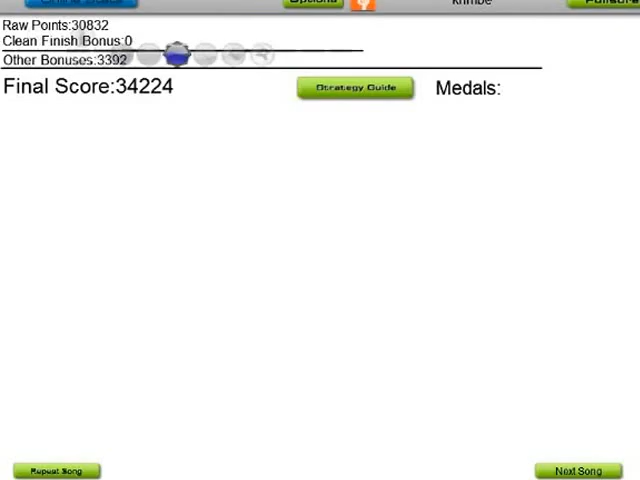 Options
Raw Points:30832
Clean Finish Bonus:0
Other Bonuses:3392
Final Score:34224
Strategy Guide
Medals:
Repeat Song
Next Song